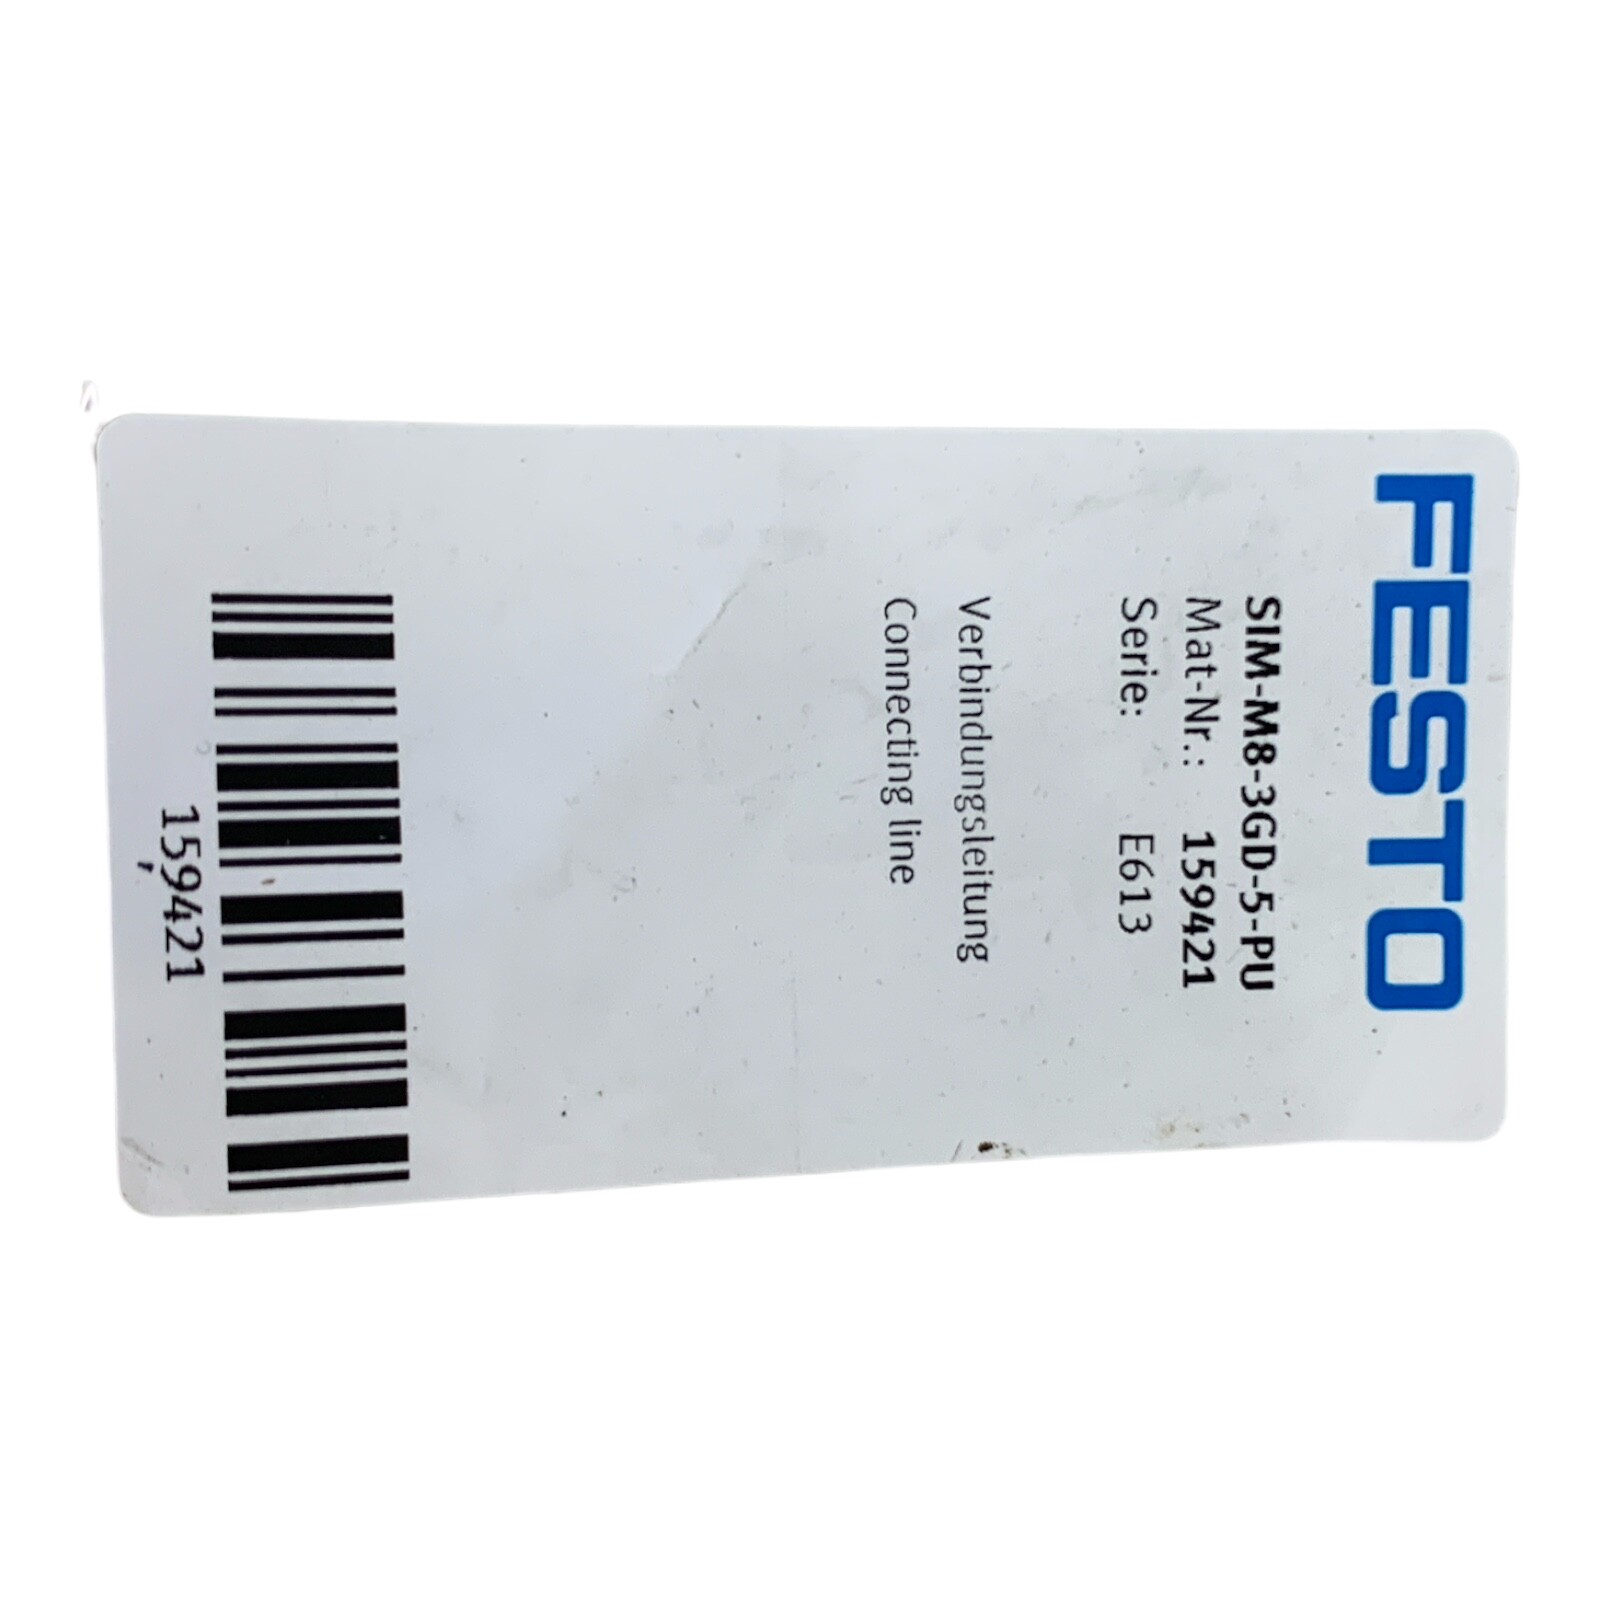 FESTO
SIM-M8-3GD-5-PU
Mat-Nr.: 159421
Serie: E613
Verbindungsleitung
Connecting line
159421